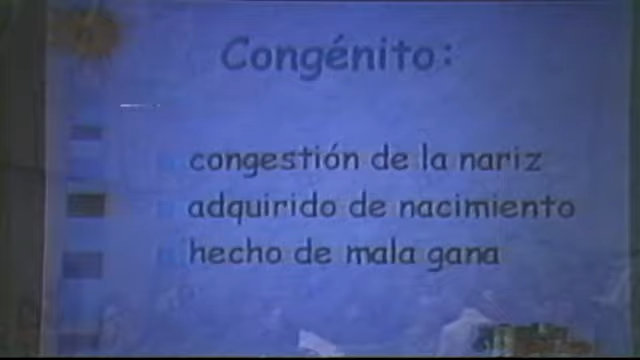 Congénito:
congestión de la nariz
adquirido de nacimiento
hecho de mala gana